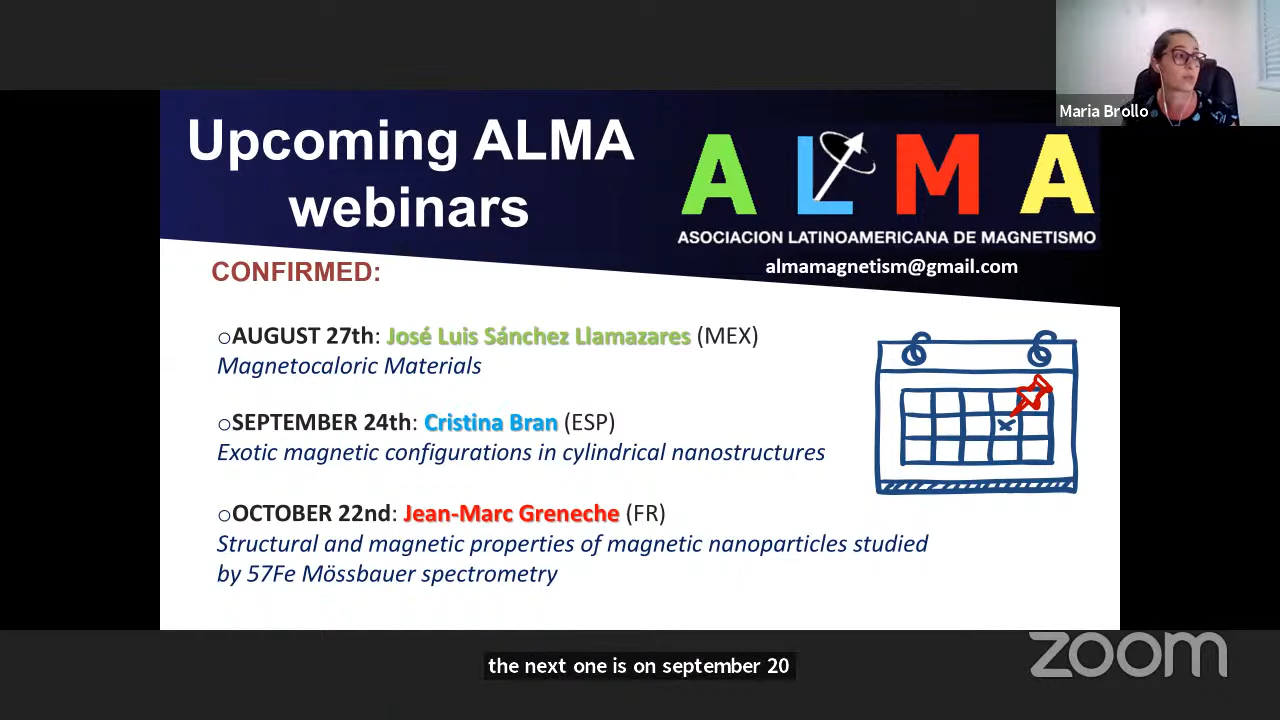 Maria Brollo
Upcoming ALMA
webinars
ALMA
ASOCIACION LATINOAMERICANA DE MAGNETISMO
almamagnetism@gmail.com
CONFIRMED:
oAUGUST 27th: José Luis Sánchez Llamazares (MEX)
Magnetocaloric Materials
oSEPTEMBER 24th: Cristina Bran (ESP)
Exotic magnetic configurations in cylindrical nanostructures
oOCTOBER 22nd: Jean-Marc Greneche (FR)
Structural and magnetic properties of magnetic nanoparticles studied
by 57Fe Mössbauer spectrometry
the next one is on september 20
zoom